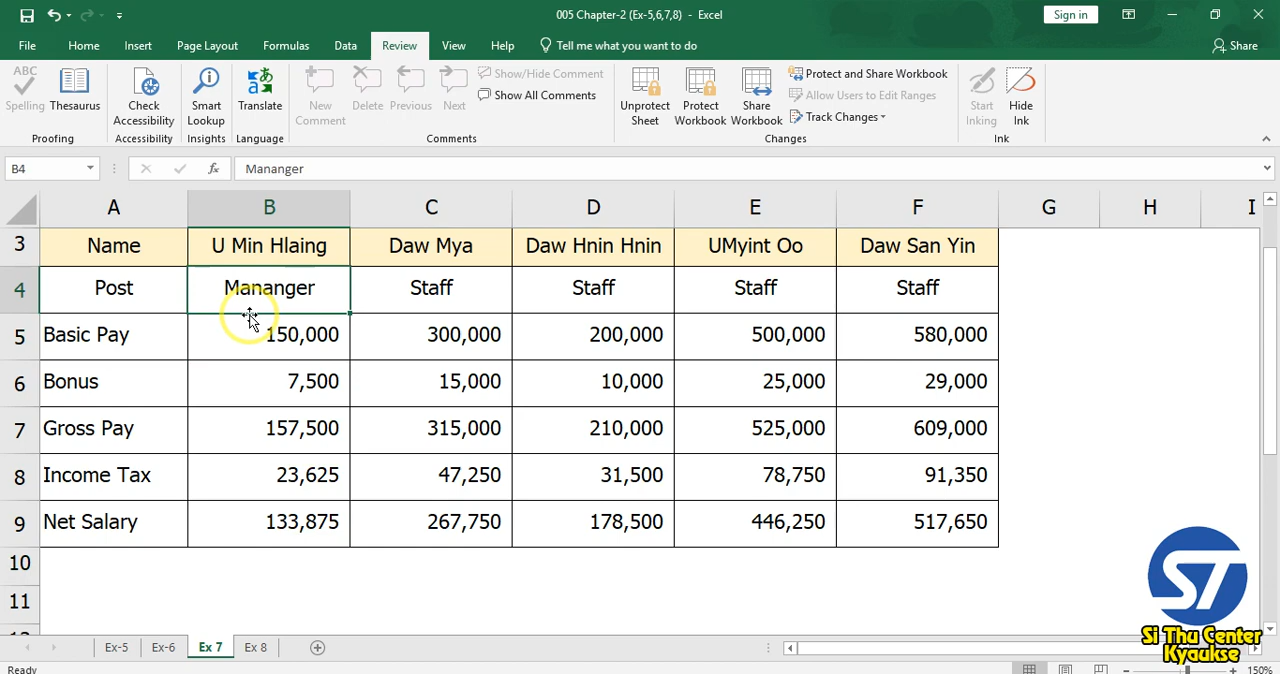 005 Chapter-2 (Ex-5,6,7,8) - Excel
Sign in
File Home Insert Page Layout Formulas Data Review View Help Tell me what you want to do Share
ABC
Spelling Thesaurus Check Accessibility Smart Lookup Translate New Comment Delete Previous Next Show/Hide Comment Show All Comments Unprotect Sheet Protect Workbook Share Workbook Protect and Share Workbook Allow Users to Edit Ranges Track Changes Start Inking Hide Ink
Proofing Accessibility Insights Language Comments Changes Ink
B4 fx Mananger
A B C D E F G H I
3 Name U Min Hlaing Daw Mya Daw Hnin Hnin UMyint Oo Daw San Yin
4 Post Mananger Staff Staff Staff Staff
5 Basic Pay 150,000 300,000 200,000 500,000 580,000
6 Bonus 7,500 15,000 10,000 25,000 29,000
7 Gross Pay 157,500 315,000 210,000 525,000 609,000
8 Income Tax 23,625 47,250 31,500 78,750 91,350
9 Net Salary 133,875 267,750 178,500 446,250 517,650
10
11
ST
Si Thu Center
Kyaukse
Ex-5 Ex-6 Ex 7 Ex 8
Ready 150%